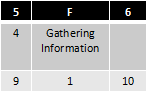 5 F 6
4 Gathering
Information
9 1 10